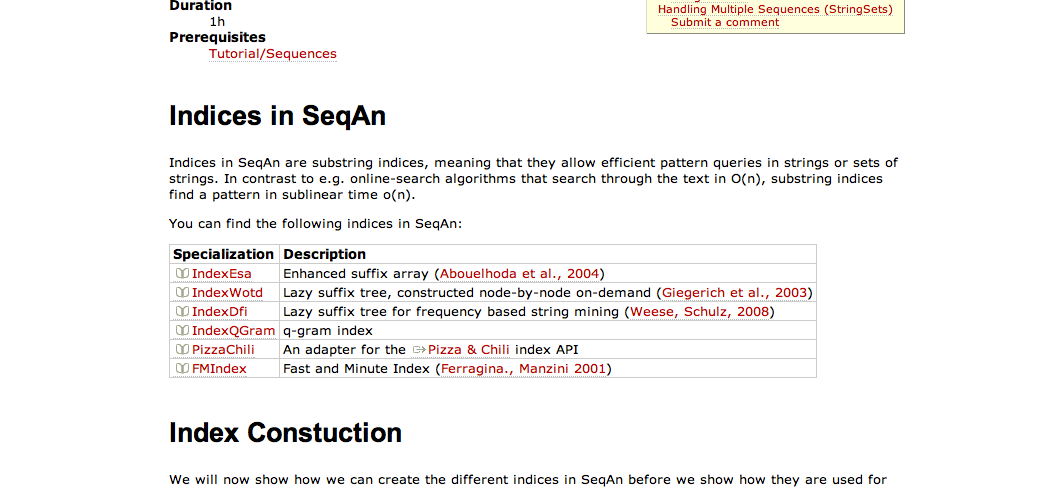 Duration
1h
Prerequisites
Tutorial/Sequences
Handling Multiple Sequences (StringSets)
Submit a comment
Indices in SeqAn
Indices in SeqAn are substring indices, meaning that they allow efficient pattern queries in strings or sets of
strings. In contrast to e.g. online-search algorithms that search through the text in O(n), substring indices
find a pattern in sublinear time o(n).
You can find the following indices in SeqAn:
Specialization Description
IndexEsa Enhanced suffix array (Abouelhoda et al., 2004)
IndexWotd Lazy suffix tree, constructed node-by-node on-demand (Giegerich et al., 2003)
IndexDfi Lazy suffix tree for frequency based string mining (Weese, Schulz, 2008)
IndexQGram q-gram index
PizzaChili An adapter for the Pizza & Chili index API
FMIndex Fast and Minute Index (Ferragina., Manzini 2001)
Index Constuction
We will now show how we can create the different indices in SeqAn before we show how they are used for